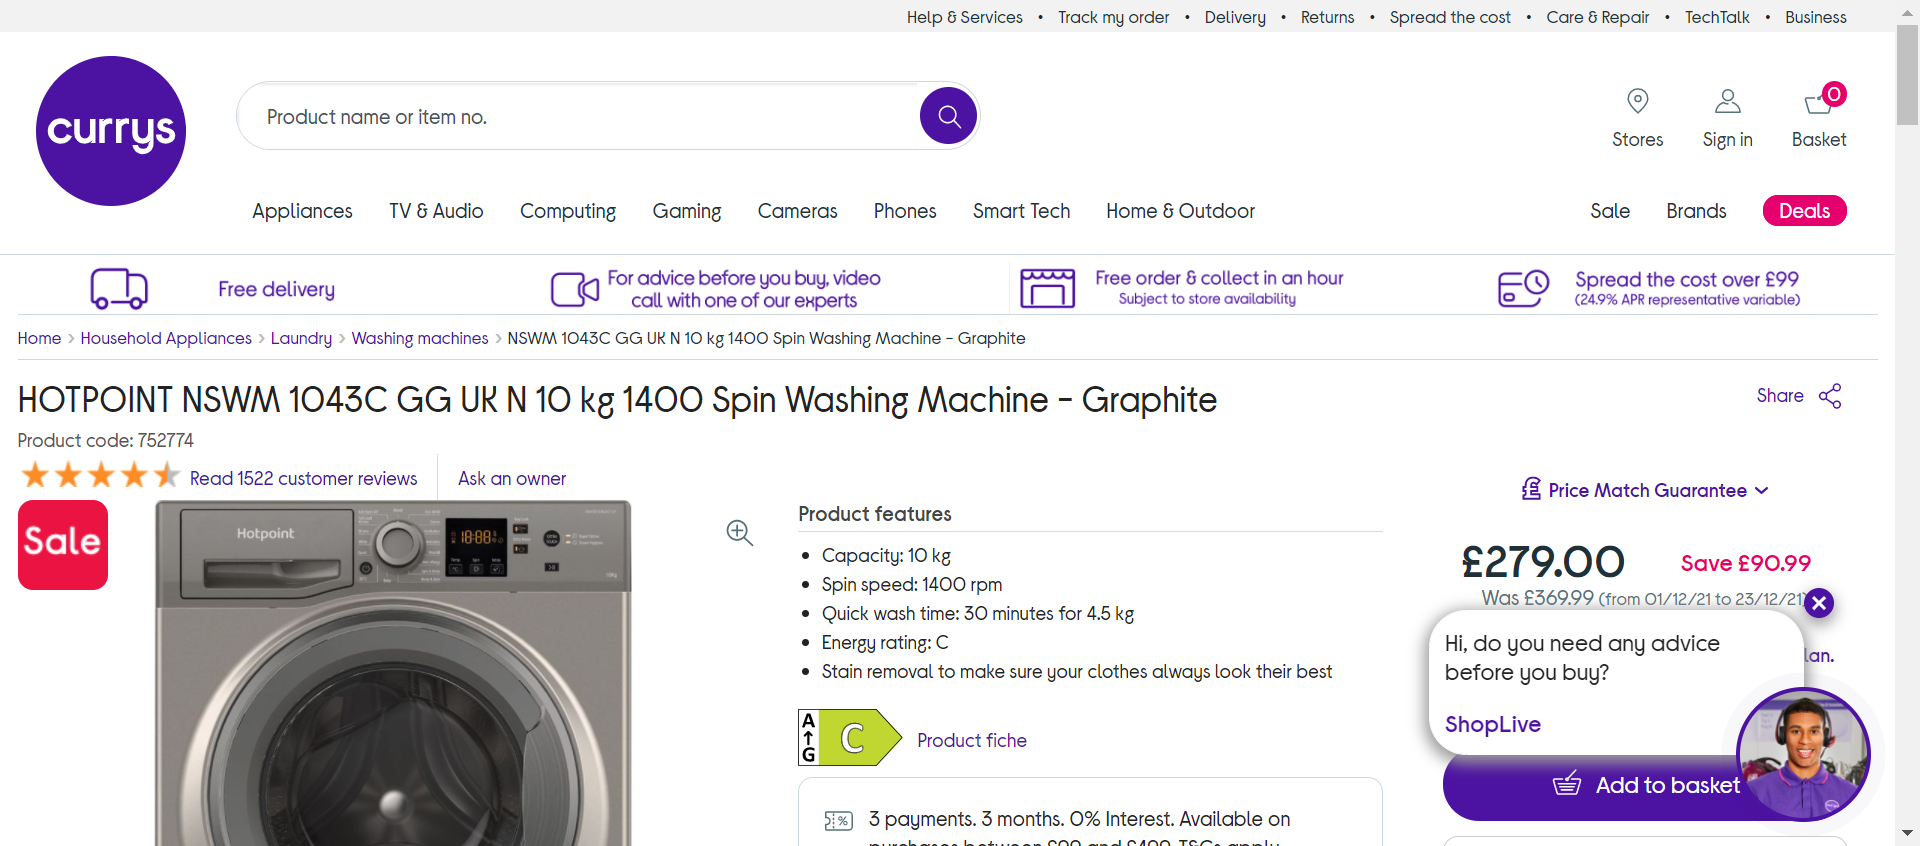 Help & Services • Track my order • Delivery • Returns • Spread the cost • Care & Repair • TechTalk • Business
currys
Product name or item no.
Stores
Sign in
0
Basket
Appliances TV & Audio Computing Gaming Cameras Phones Smart Tech Home & Outdoor Sale Brands Deals
Free delivery
For advice before you buy, video
call with one of our experts
Free order & collect in an hour
Subject to store availability
Spread the cost over £99
(24.9% APR representative variable)
Home > Household Appliances > Laundry > Washing machines > NSWM 1043C GG UK N 10 kg 1400 Spin Washing Machine - Graphite
HOTPOINT NSWM 1043C GG UK N 10 kg 1400 Spin Washing Machine - Graphite
Share
Product code: 752774
Read 1522 customer reviews
Ask an owner
Price Match Guarantee
Sale
Hotpoint
18:88
Product features
• Capacity: 10 kg
• Spin speed: 1400 rpm
• Quick wash time: 30 minutes for 4.5 kg
• Energy rating: C
• Stain removal to make sure your clothes always look their best
A
G
C
Product fiche
3 payments. 3 months. 0% Interest. Available on
purchases between £99 and £499. T&Cs apply
£279.00
Save £90.99
Was £369.99 (from 01/12/21 to 23/12/21)
lan.
Hi, do you need any advice
before you buy?
ShopLive
Add to basket